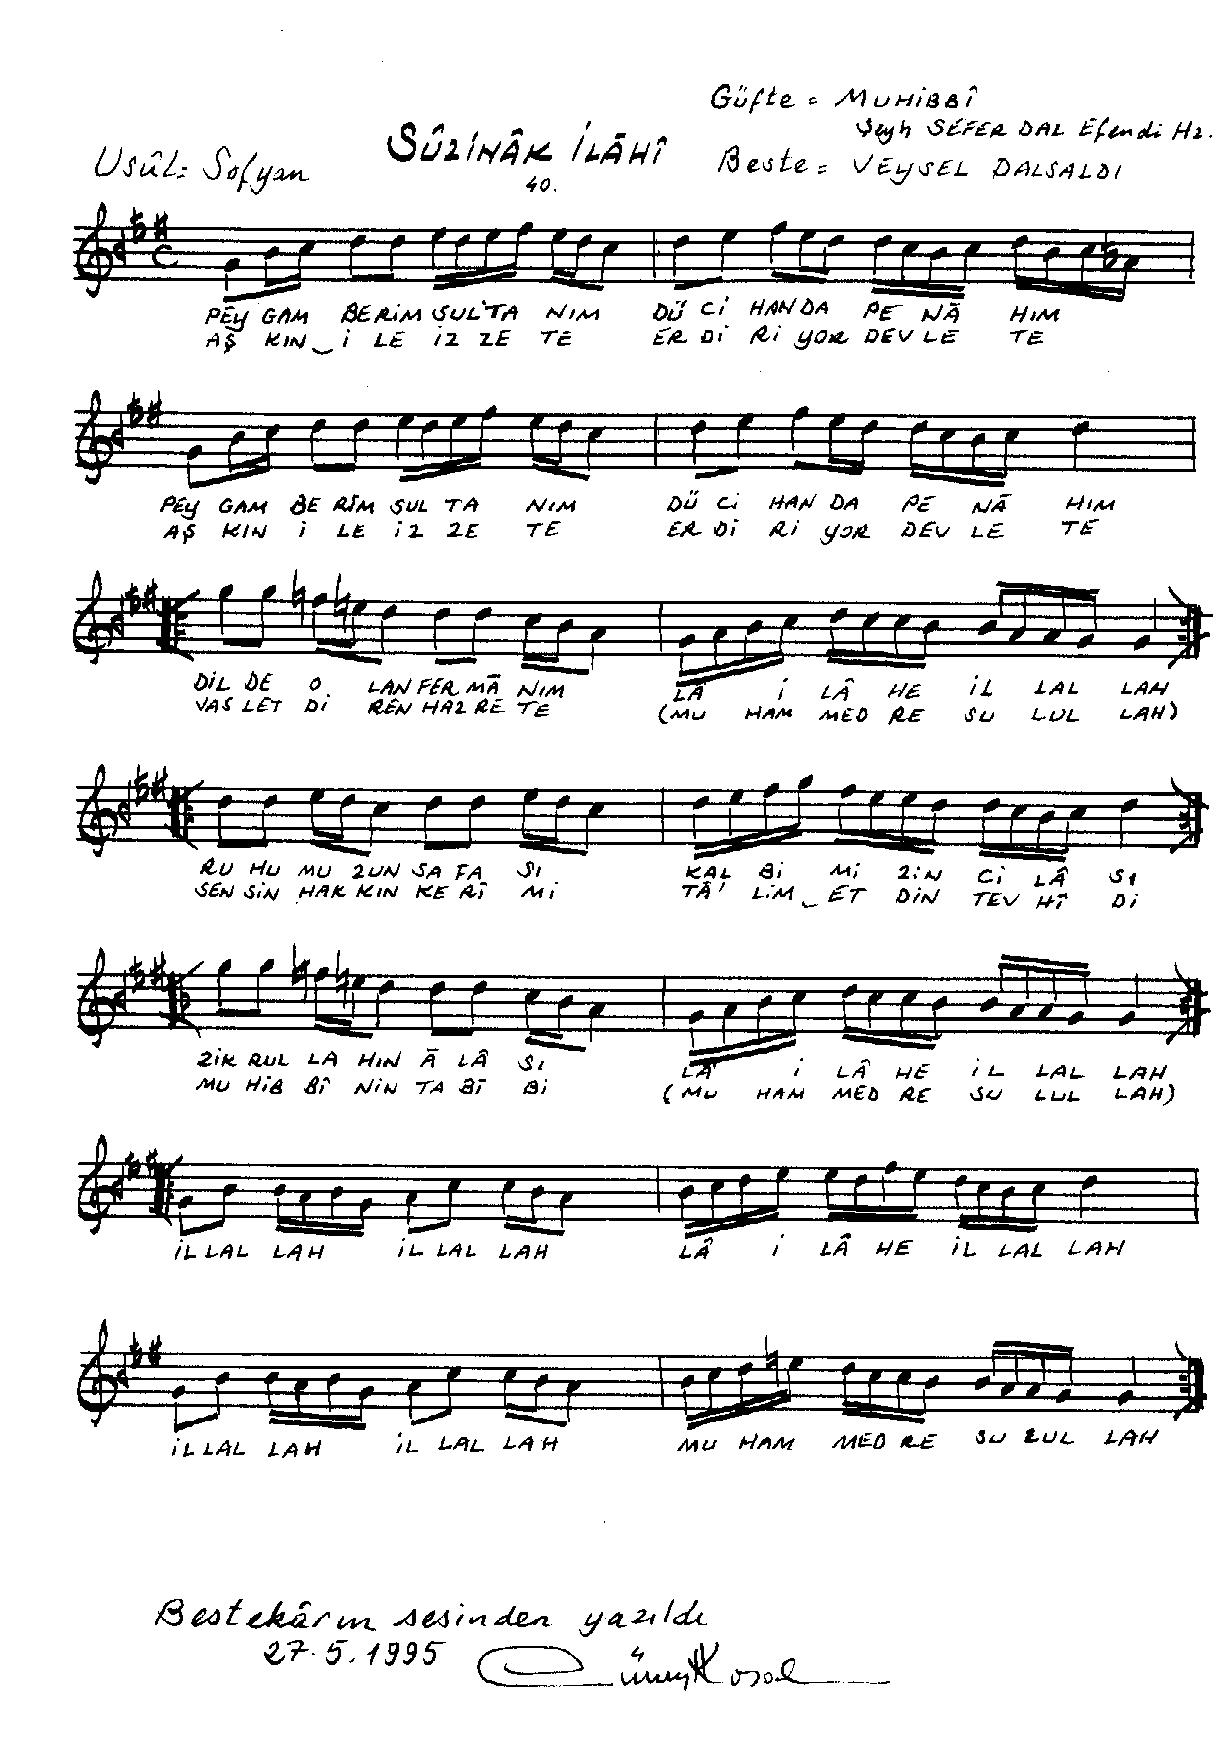 Güfte = MUHİBBÎ
Şeyh SEFER DAL Efendi Hz.
Usûl: Sofyan
SÛZİNÂK İLÂHÎ
Beste = VEYSEL DALSALDI
40.
PEY GAM BERİM SUL TA NIM DÜ Cİ HAN DA PE NÂ HIM
AŞ KIN İ LE İZ ZE TE ER Dİ Rİ YOR DEV LE TE
PEY GAM BE RİM SUL TA NIM DÜ Cİ HAN DA PE NÂ HIM
AŞ KIN İ LE İZ ZE TE ER Dİ Rİ YOR DEV LE TE
DİL DE O LAN FER MÂ NIM LÂ İ LÂ HE İL LAL LAH
VAS LET Dİ REN HAZ RE TE (MU HAM MED RE SU LUL LAH)
RU HU MU ZUN SA FA SI KAL Bİ Mİ ZİN Cİ LÂ SI
SEN SİN HAK KIN KE RÎ Mİ TÂ' LİM ET DİN TEV HÎ Dİ
ZİK RUL LA HIN Â LÂ SI LÂ İ LÂ HE İL LAL LAH
MU HİB BÎ NİN TA BÎ Bİ (MU HAM MED RE SU LUL LAH)
İL LAL LAH İL LAL LAH LÂ İ LÂ HE İL LAL LAH
İL LAL LAH İL LAL LAH MU HAM MED RE SU LUL LAH
Bestekârın sesinden yazıldı
27.5.1995 Cüneyt Kosal